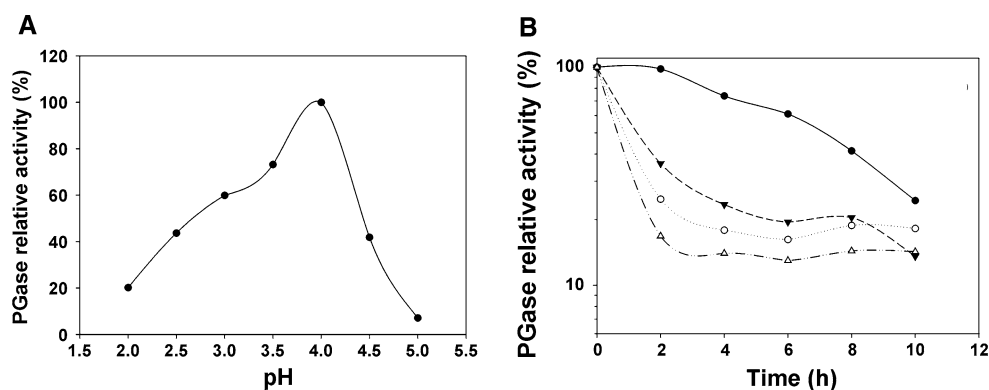 A
PGase relative activity (%)
120
100
80
60
40
20
0
1.5 2.0 2.5 3.0 3.5 4.0 4.5 5.0 5.5
pH
B
PGase relative activity (%)
100
10
0 2 4 6 8 10 12
Time (h)